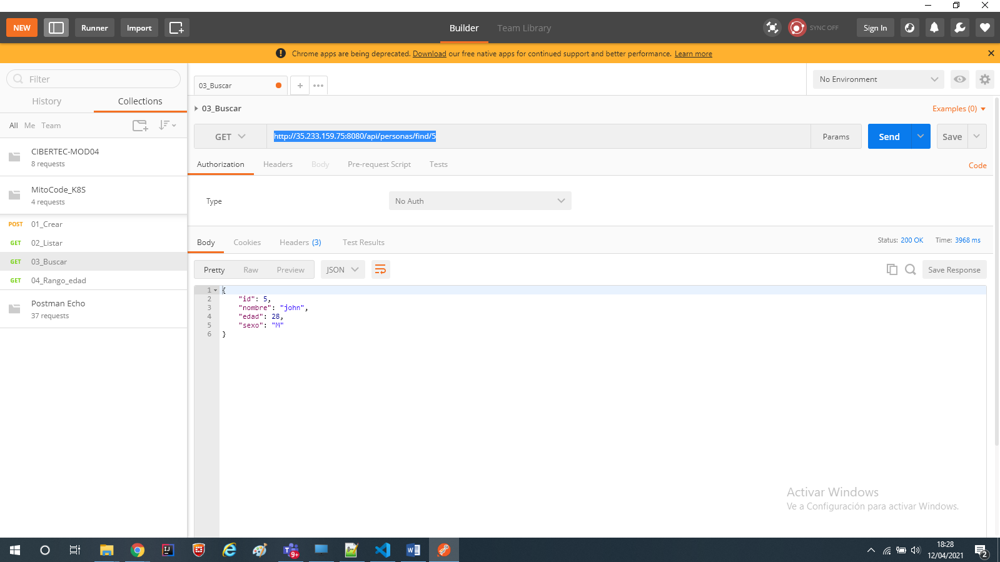 NEW
Runner
Import
Builder
Team Library
SYNC OFF
Sign In
Chrome apps are being deprecated. Download our free native apps for continued support and better performance. Learn more
Filter
History
Collections
All Me Team
CIBERTEC-MOD04
8 requests
MitoCode_K8S
4 requests
POST 01_Crear
GET 02_Listar
GET 03_Buscar
GET 04_Rango_edad
Postman Echo
37 requests
03_Buscar
No Environment
03_Buscar
Examples (0)
GET
http://35.233.159.75:8080/api/personas/find/5
Params
Send
Save
Authorization
Headers
Body
Pre-request Script
Tests
Code
Type
No Auth
Body
Cookies
Headers (3)
Test Results
Status: 200 OK
Time: 3968 ms
Pretty
Raw
Preview
JSON
Save Response
1 {
2 "id": 5,
3 "nombre": "john",
4 "edad": 28,
5 "sexo": "M"
6 }
Activar Windows
Ve a Configuración para activar Windows.
9+
18:28
12/04/2021
2